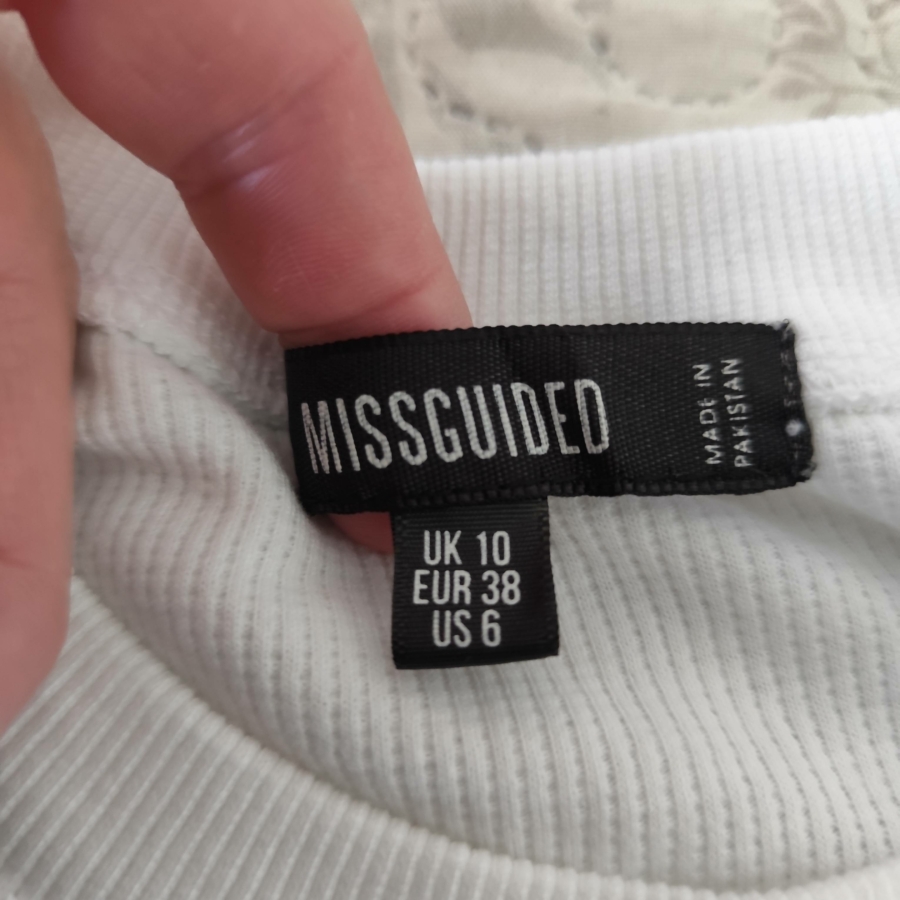 MISSGUIDED
MADE IN
PAKISTAN
UK 10
EUR 38
US 6